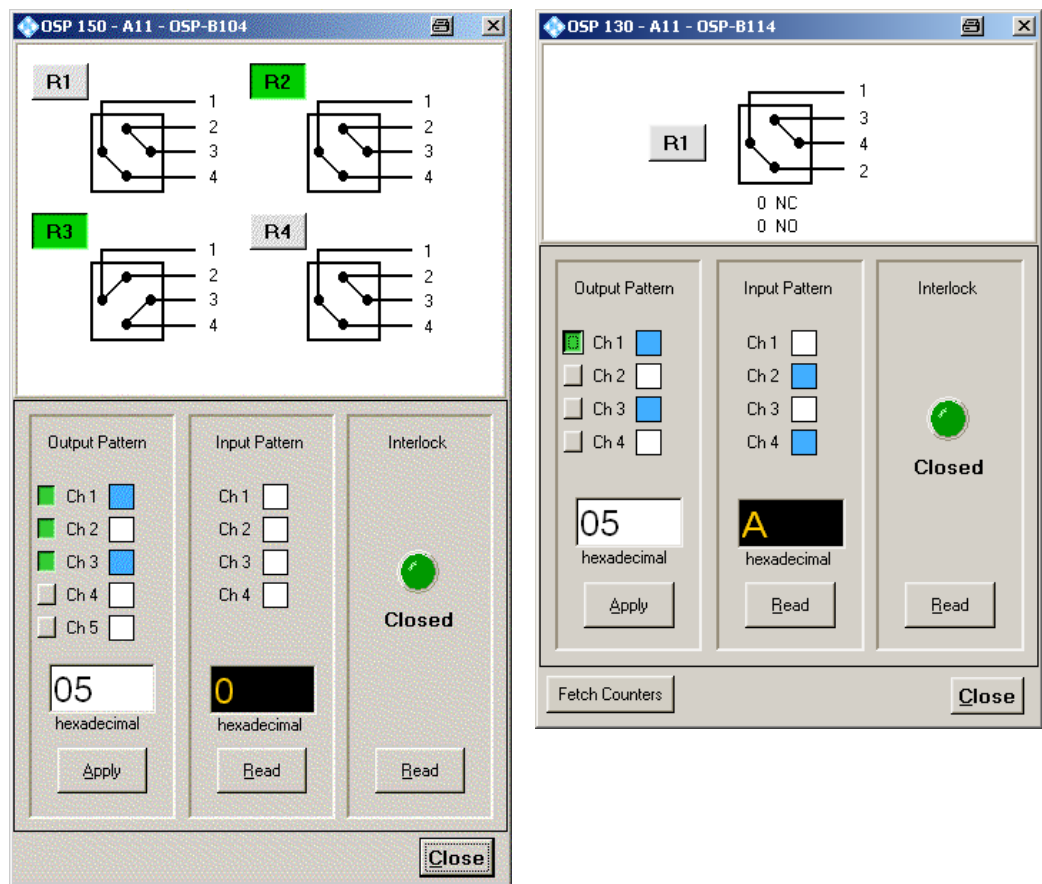 OSP 150 - A11 - OSP-B104
R1
1
2
3
4
R2
1
2
3
4
R3
1
2
3
4
R4
1
2
3
4
Output Pattern
Ch 1
Ch 2
Ch 3
Ch 4
Ch 5
05
hexadecimal
Apply
Input Pattern
Ch 1
Ch 2
Ch 3
Ch 4
0
hexadecimal
Read
Interlock
Closed
Read
Close
OSP 130 - A11 - OSP-B114
R1
1
3
4
2
0 NC
0 NO
Output Pattern
Ch 1
Ch 2
Ch 3
Ch 4
05
hexadecimal
Apply
Input Pattern
Ch 1
Ch 2
Ch 3
Ch 4
A
hexadecimal
Read
Interlock
Closed
Read
Fetch Counters
Close